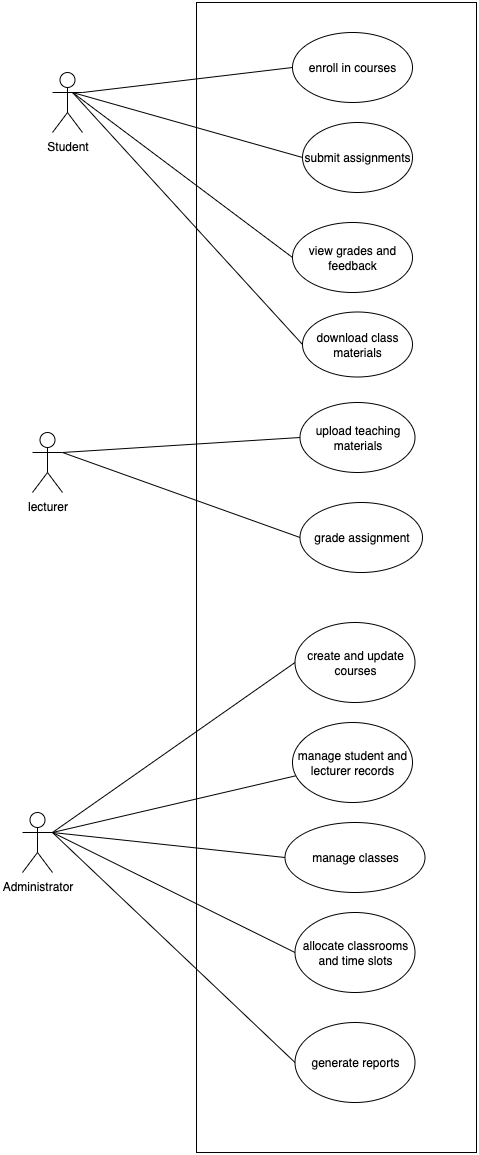 enroll in courses
Student
submit assignments
view grades and
feedback
download class
materials
upload teaching
materials
lecturer
grade assignment
create and update
courses
manage student and
lecturer records
manage classes
Administrator
allocate classrooms
and time slots
generate reports